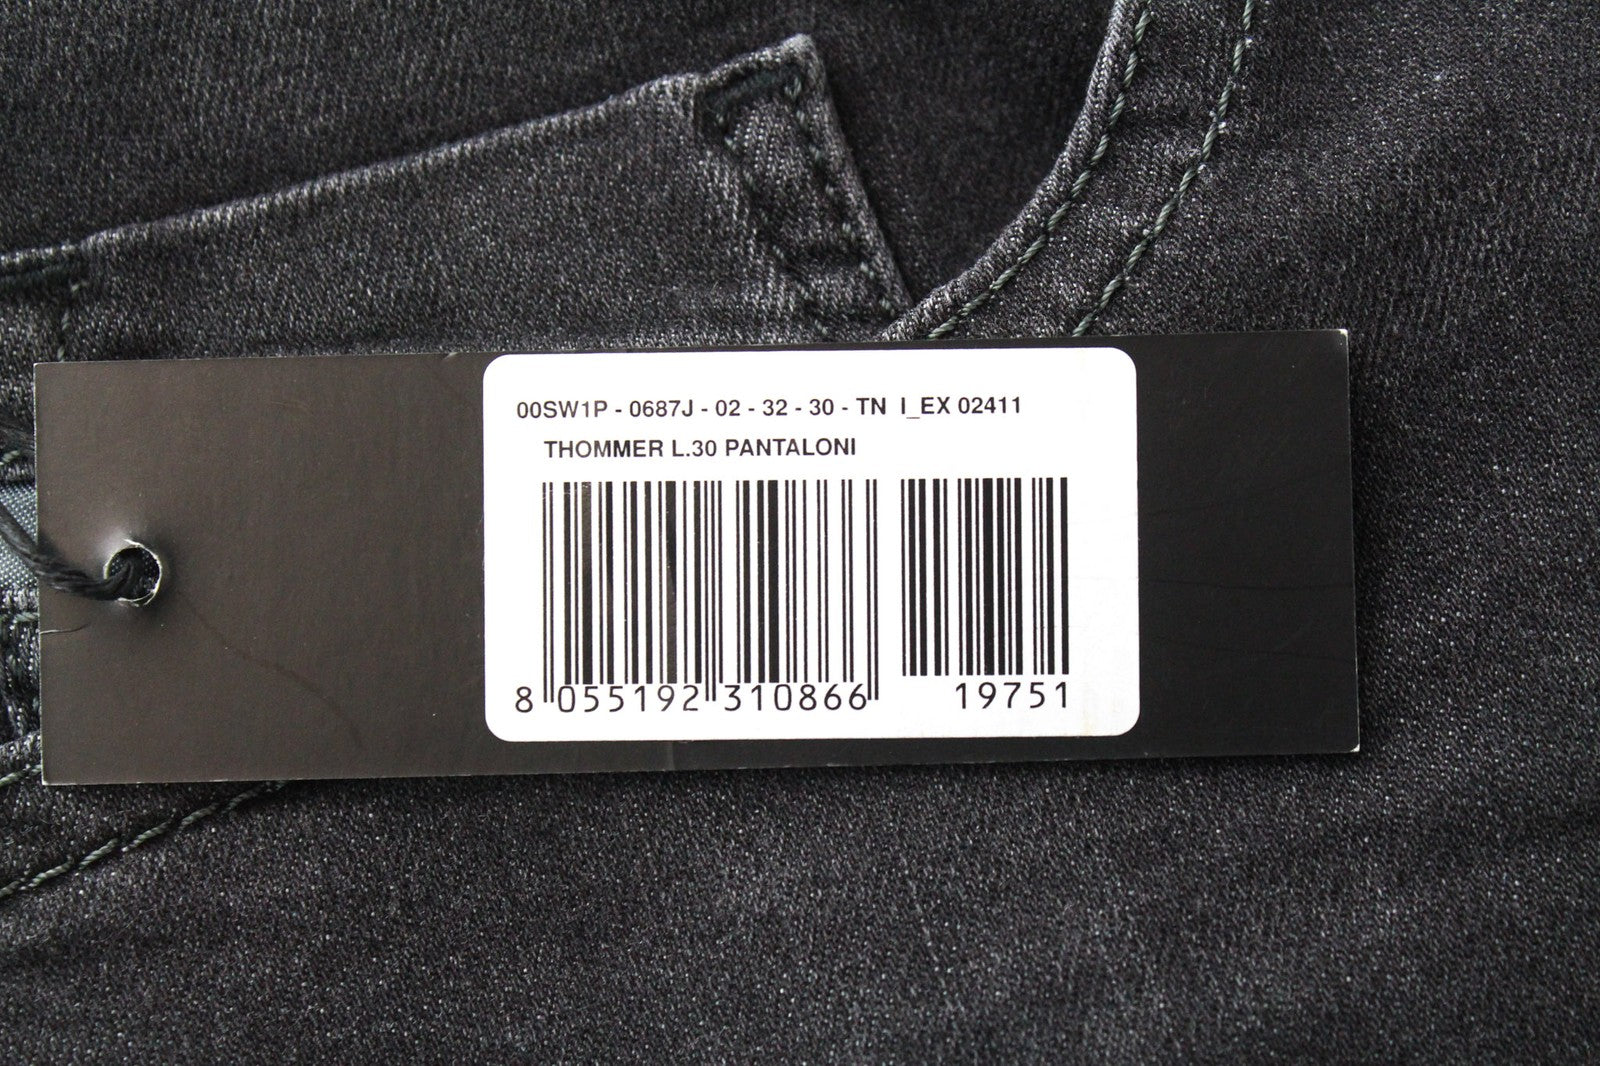 00SW1P - 0687J - 02 - 32 - 30 - TN I_EX 02411
THOMMER L.30 PANTALONI
8 055192 310866 19751